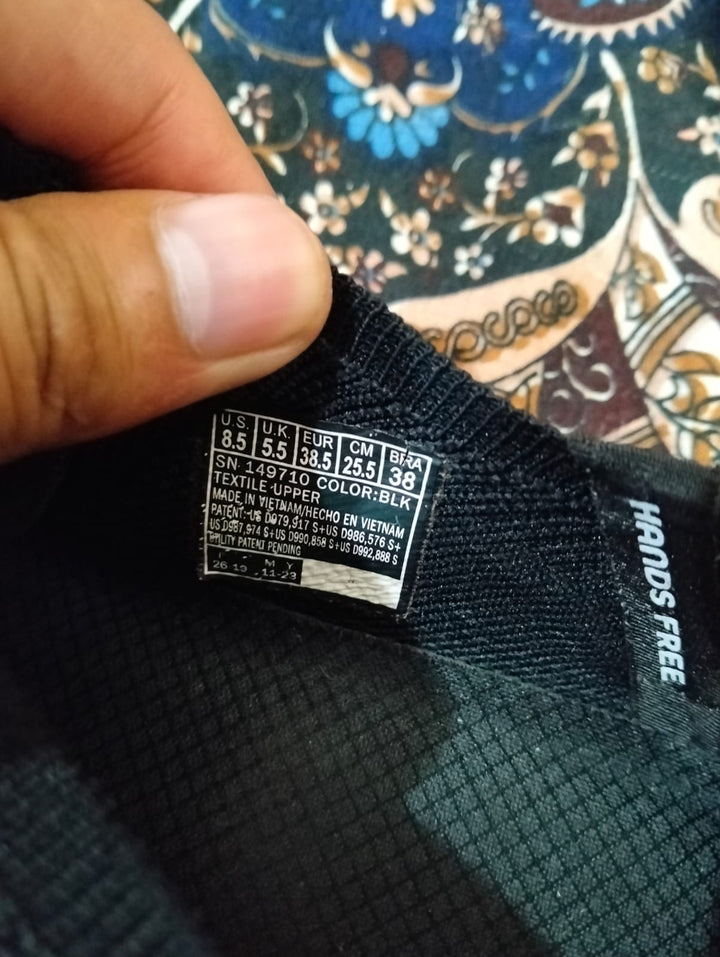 U.S. U.K. EUR CM BRA
8.5 5.5 38.5 25.5 38
SN 149710 COLOR:BLK
TEXTILE UPPER
MADE IN VIETNAM/HECHO EN VIETNAM
PATENT:-US D979,917 S+US D986,576 S+
US D987,974 S+US D990,858 S+US D992,888 S
UTILITY PATENT PENDING
M Y
26-19 11-23
HANDS FREE